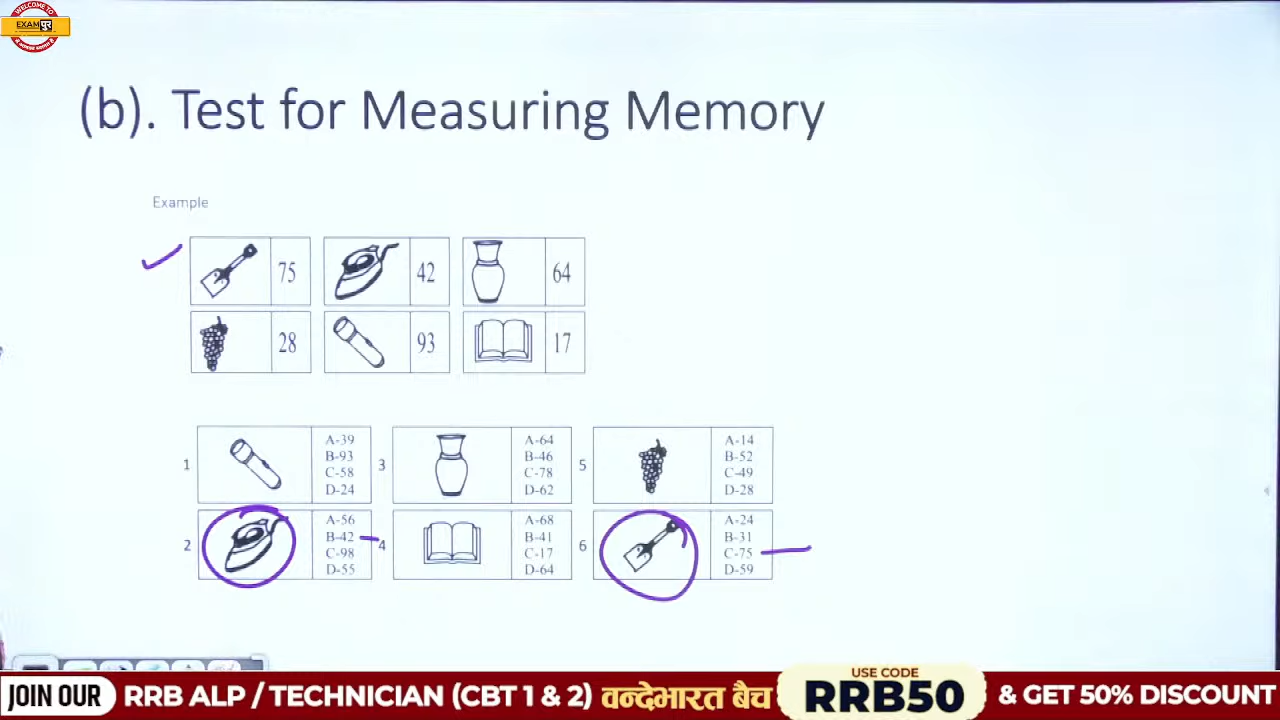 WELCOME TO
EXAM पुर
(b). Test for Measuring Memory
Example
75 42 64
28 93 17
1
A-39
B-93
C-58
D-24
3
A-64
B-46
C-78
D-62
5
A-14
B-52
C-49
D-28
2
A-56
B-42
C-98
D-55
4
A-68
B-41
C-17
D-64
6
A-24
B-31
C-75
D-59
JOIN OUR RRB ALP / TECHNICIAN (CBT 1 & 2) वन्देभारत बैच USE CODE
RRB50 & GET 50% DISCOUNT